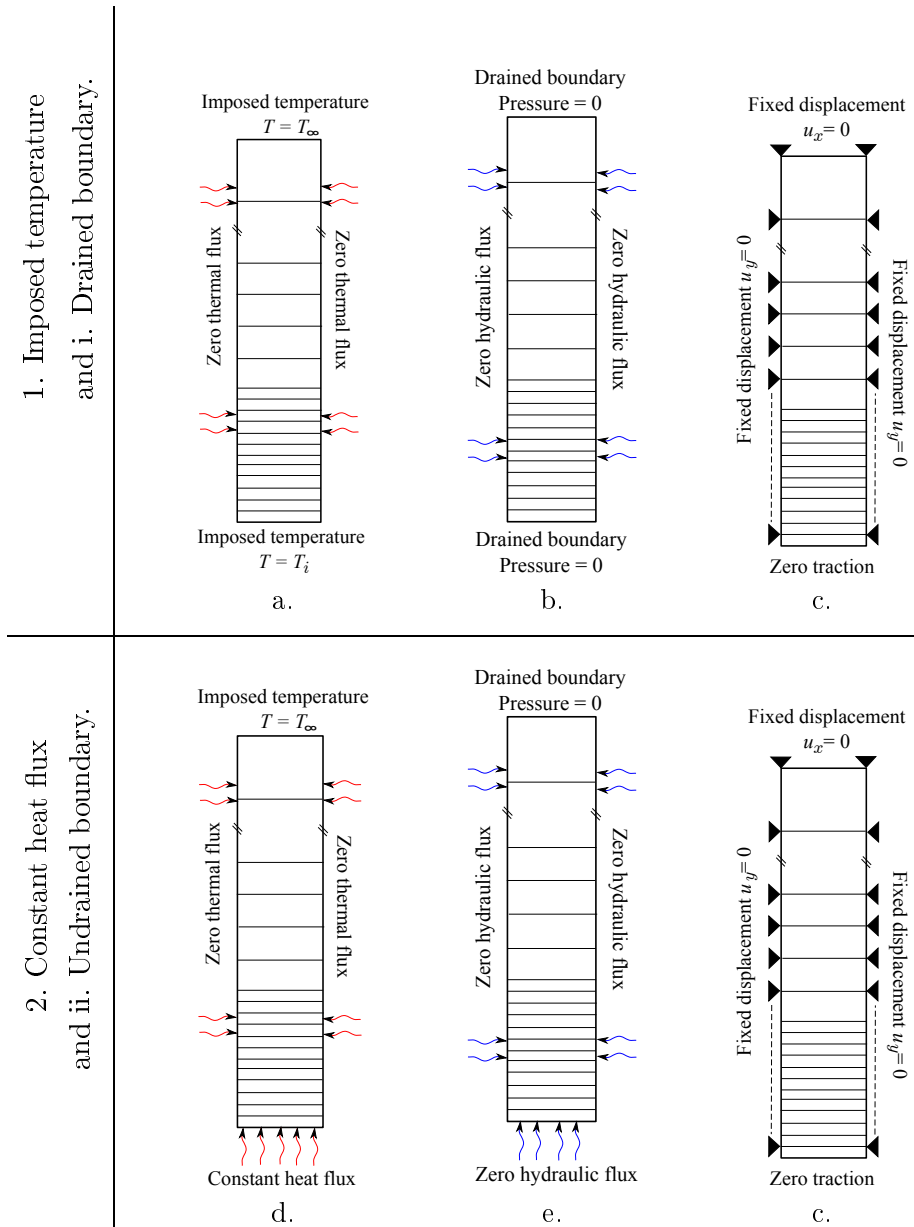 1. Imposed temperature
and i. Drained boundary.
Imposed temperature
T = T∞
Zero thermal flux
Zero thermal flux
Imposed temperature
T = Ti
a.
Drained boundary
Pressure = 0
Zero hydraulic flux
Zero hydraulic flux
Drained boundary
Pressure = 0
b.
Fixed displacement
ux= 0
Fixed displacement uy= 0
Fixed displacement uy= 0
Zero traction
c.
2. Constant heat flux
and ii. Undrained boundary.
Imposed temperature
T = T∞
Zero thermal flux
Zero thermal flux
Constant heat flux
d.
Drained boundary
Pressure = 0
Zero hydraulic flux
Zero hydraulic flux
Zero hydraulic flux
e.
Fixed displacement
ux= 0
Fixed displacement uy= 0
Fixed displacement uy= 0
Zero traction
c.